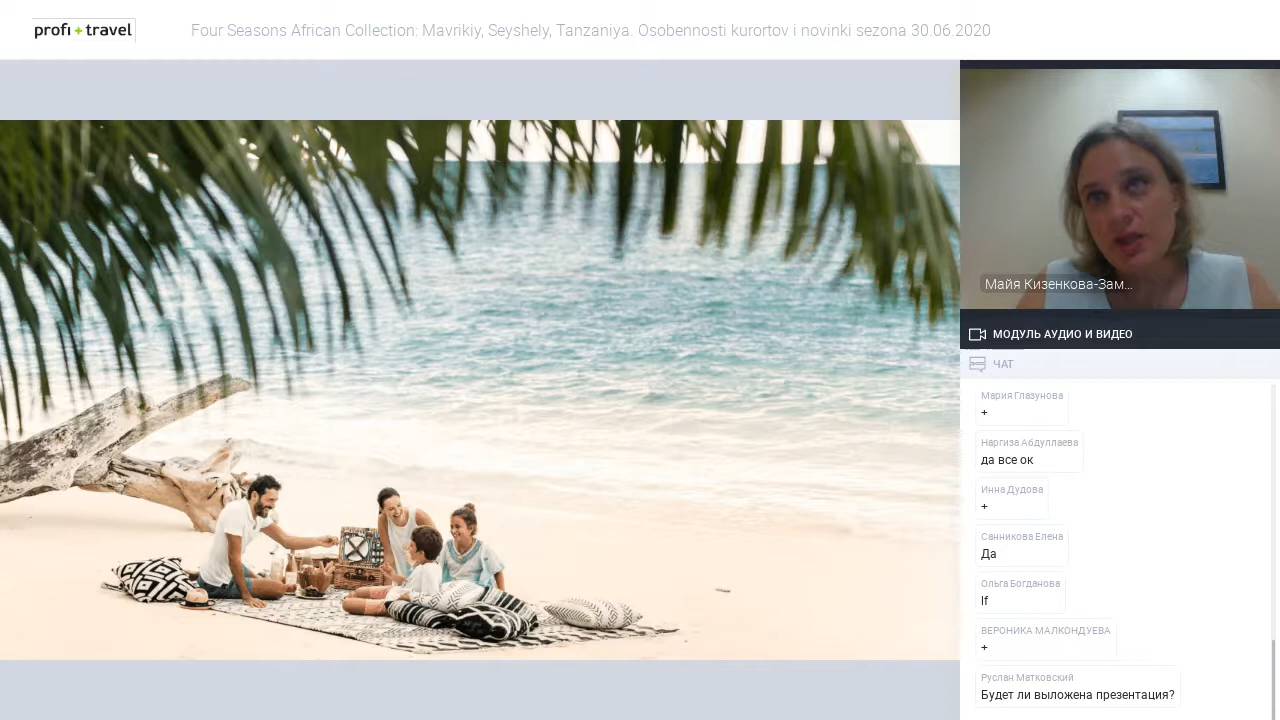 profi + travel
Four Seasons African Collection: Mavrikiy, Seyshely, Tanzaniya. Osobennosti kurortov i novinki sezona 30.06.2020
Майя Кизенкова-Зам...
МОДУЛЬ АУДИО И ВИДЕО
ЧАТ
Мария Глазунова
+
Наргиза Абдуллаева
да все ок
Инна Дудова
+
Санникова Елена
Да
Ольга Богданова
lf
ВЕРОНИКА МАЛКОНДУЕВА
+
Руслан Матковский
Будет ли выложена презентация?